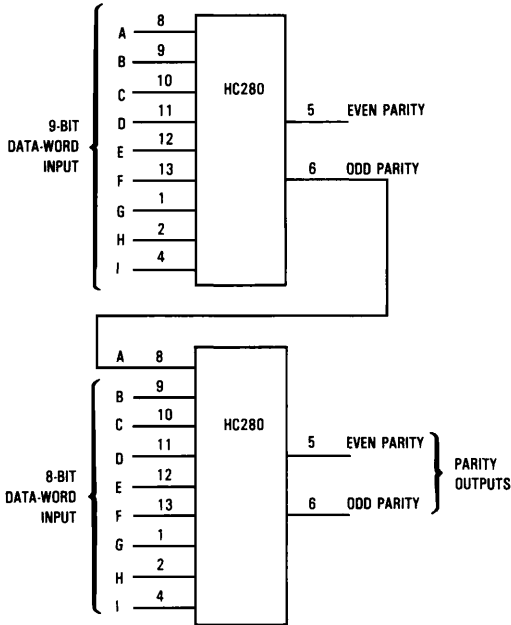 A 8
B 9
C 10
D 11
E 12
F 13
G 1
H 2
I 4
9-BIT
DATA-WORD
INPUT
HC280
5 EVEN PARITY
6 ODD PARITY
A 8
B 9
C 10
D 11
E 12
F 13
G 1
H 2
I 4
8-BIT
DATA-WORD
INPUT
HC280
5 EVEN PARITY
6 ODD PARITY
PARITY
OUTPUTS